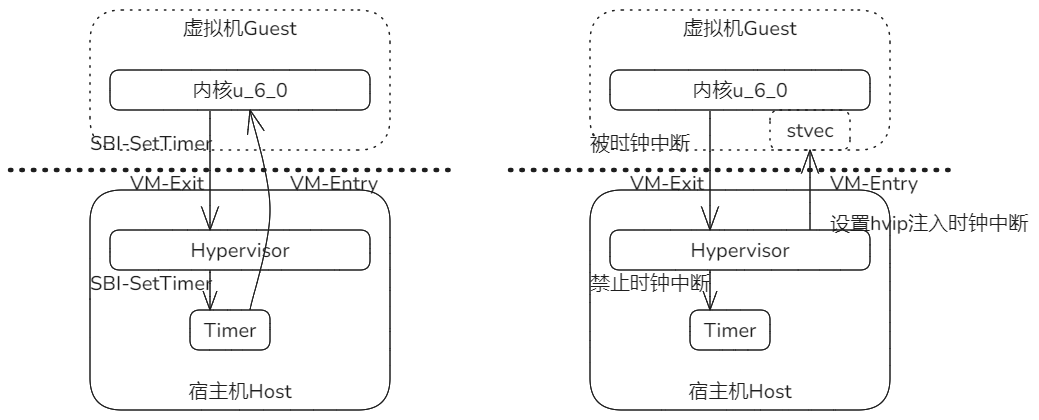 虚拟机Guest
内核u_6_0
SBI-SetTimer
VM-Exit
VM-Entry
Hypervisor
SBI-SetTimer
Timer
宿主机Host
虚拟机Guest
内核u_6_0
stvec
被时钟中断
VM-Exit
VM-Entry
设置hvip注入时钟中断
Hypervisor
禁止时钟中断
Timer
宿主机Host